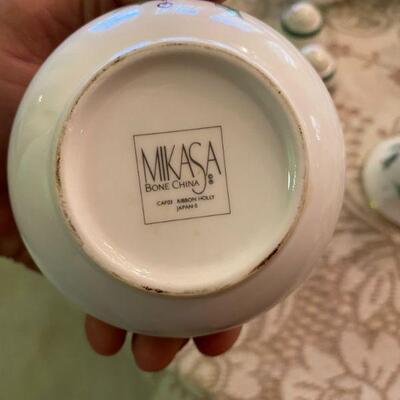 MIKASA
BONE CHINA ©®
CAF03 RIBBON HOLLY
JAPAN-S